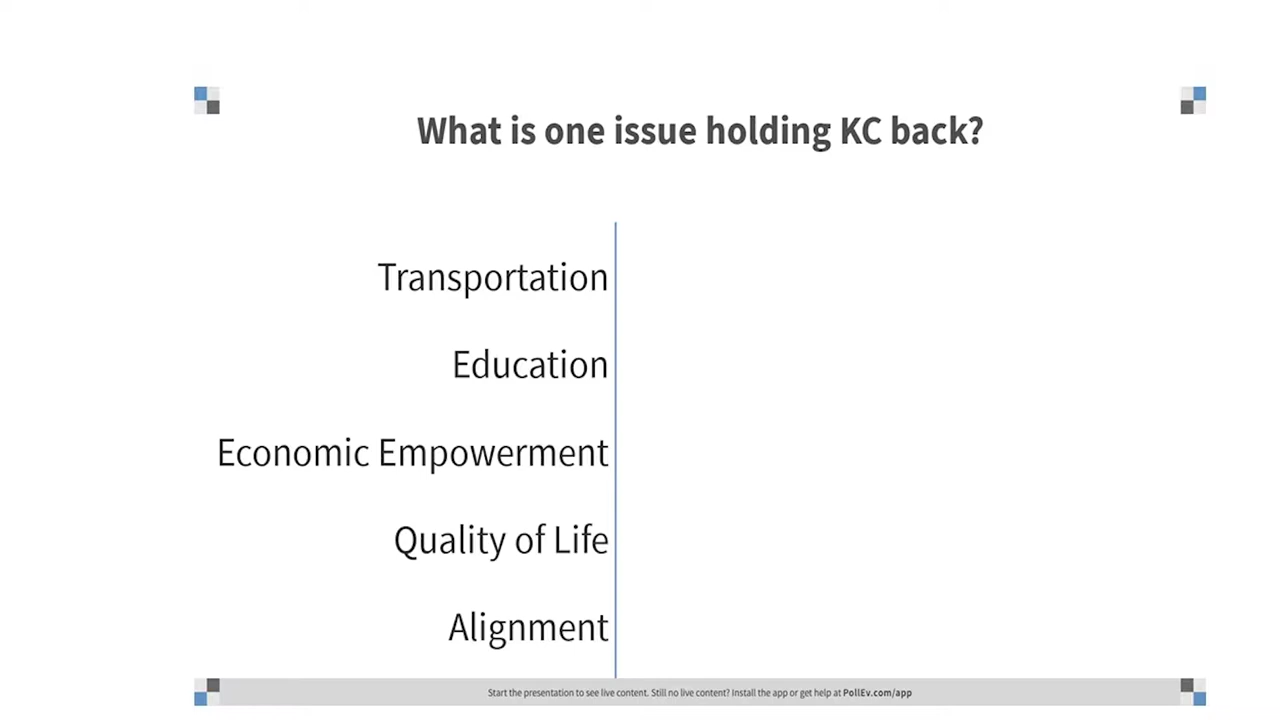 What is one issue holding KC back?
Transportation
Education
Economic Empowerment
Quality of Life
Alignment
Start the presentation to see live content. Still no live content? Install the app or get help at PollEv.com/app